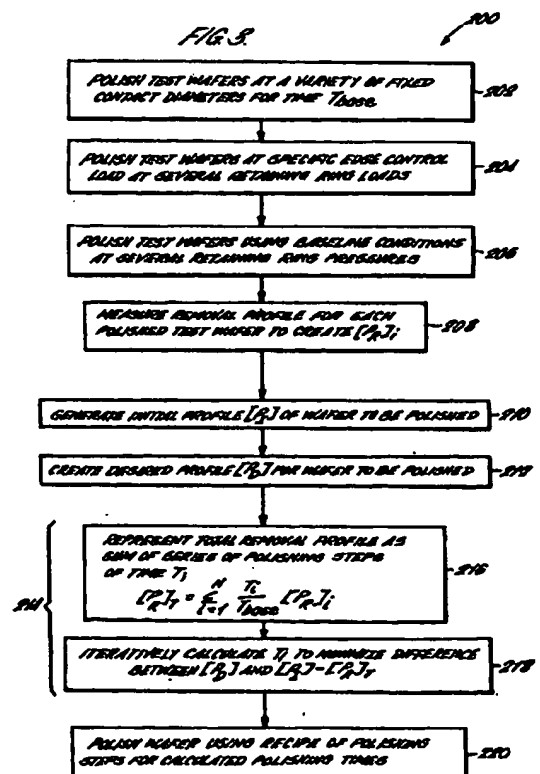 FIG. 3.
200
POLISH TEST WAFERS AT A VARIETY OF FIXED
CONTACT DIAMETERS FOR TIME Tbase
202
POLISH TEST WAFERS AT SPECIFIC EDGE CONTROL
LOAD AT SEVERAL RETAINING RING LOADS
204
POLISH TEST WAFERS USING BASELINE CONDITIONS
AT SEVERAL RETAINING RING PRESSURES
206
MEASURE REMOVAL PROFILE FOR EACH
POLISHED TEST WAFER TO CREATE [PR]i
208
GENERATE INITIAL PROFILE [PI] OF WAFER TO BE POLISHED
210
CREATE DESIRED PROFILE [PD] FOR WAFER TO BE POLISHED
212
214
REPRESENT TOTAL REMOVAL PROFILE AS
SUM OF SERIES OF POLISHING STEPS
OF TIME Ti
[PR]T = Σ i=1 N Ti/Tbase [PR]i
216
ITERATIVELY CALCULATE Ti TO MINIMIZE DIFFERENCE
BETWEEN [PD] AND [PI]-[PR]T
218
POLISH WAFER USING RECIPE OF POLISHING
STEPS FOR CALCULATED POLISHING TIMES
220